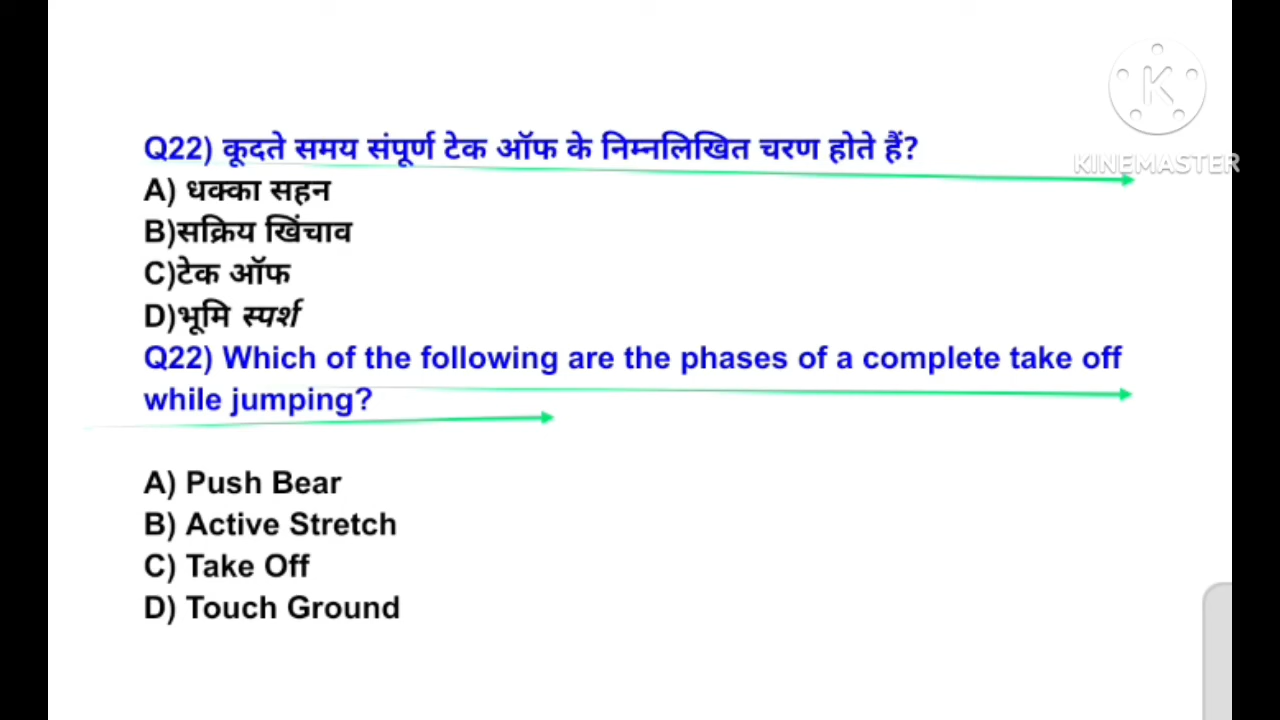 Q22) कूदते समय संपूर्ण टेक ऑफ के निम्नलिखित चरण होते हैं?
A) धक्का सहन
B)सक्रिय खिंचाव
C)टेक ऑफ
D)भूमि स्पर्श
Q22) Which of the following are the phases of a complete take off
while jumping?
A) Push Bear
B) Active Stretch
C) Take Off
D) Touch Ground
K
KINEMASTER